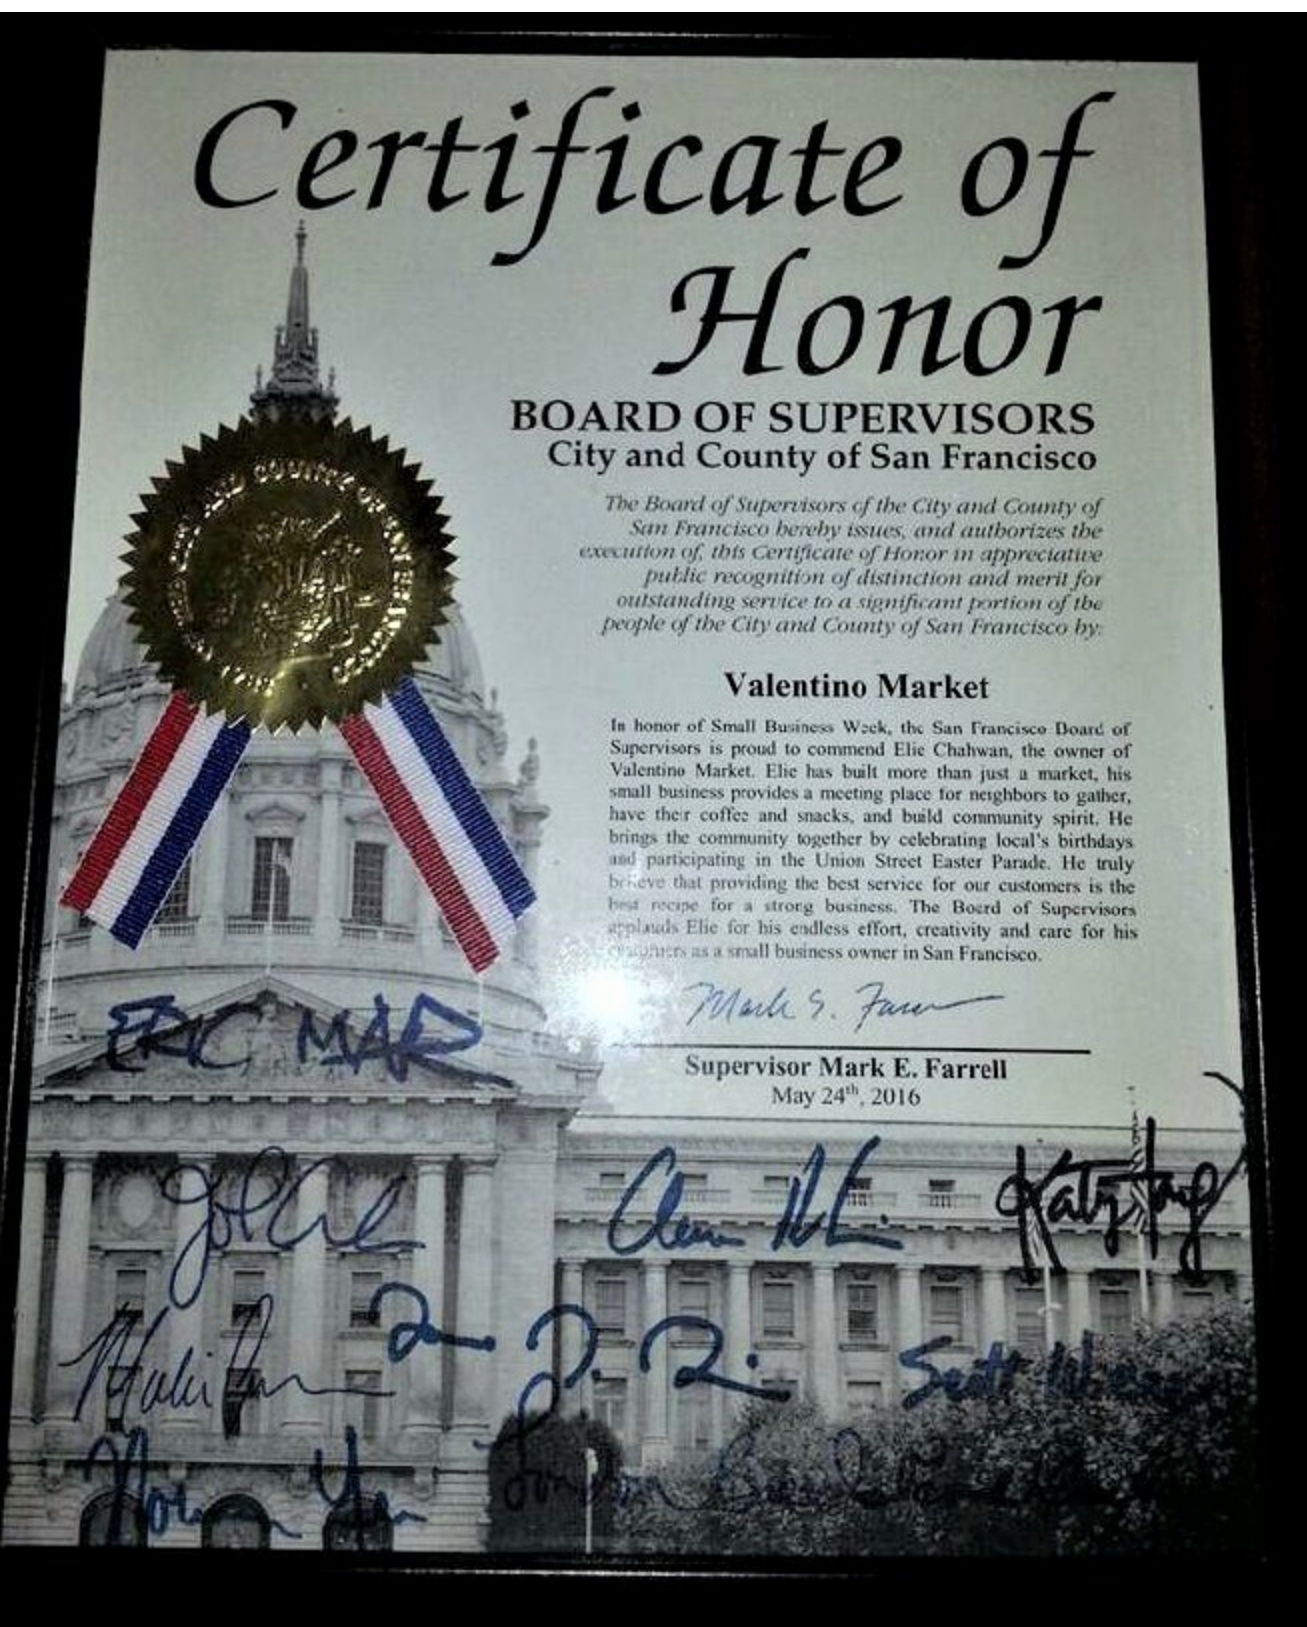 Certificate of
Honor
BOARD OF SUPERVISORS
City and County of San Francisco
The Board of Supervisors of the City and County of
San Francisco hereby issues, and authorizes the
execution of, this Certificate of Honor in appreciative
public recognition of distinction and merit for
outstanding service to a significant portion of the
people of the City and County of San Francisco by:
Valentino Market
In honor of Small Business Week, the San Francisco Board of
Supervisors is proud to commend Elie Chahwan, the owner of
Valentino Market. Elie has built more than just a market, his
small business provides a meeting place for neighbors to gather,
have their coffee and snacks, and build community spirit. He
brings the community together by celebrating local's birthdays
and participating in the Union Street Easter Parade. He truly
believe that providing the best service for our customers is the
best recipe for a strong business. The Board of Supervisors
applauds Elie for his endless effort, creativity and care for his
customers as a small business owner in San Francisco.
Supervisor Mark E. Farrell
May 24th, 2016
ERIC MAR
Katy Tang
Scott
London